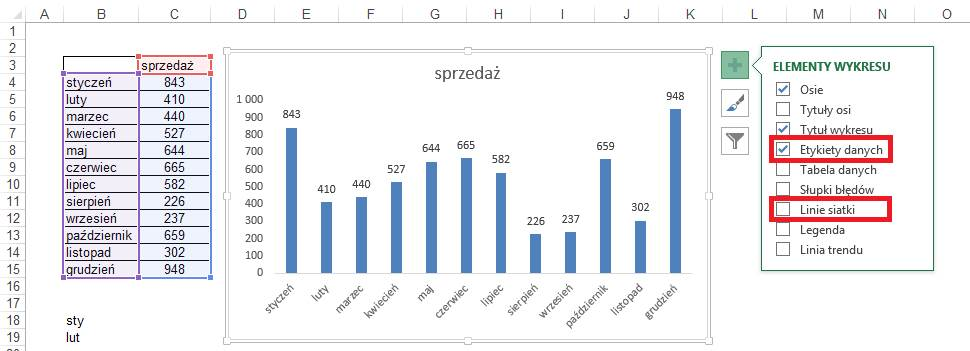 A B C D E F G H I J K L M N O
1
2
3 sprzedaż
4 styczeń 843
5 luty 410
6 marzec 440
7 kwiecień 527
8 maj 644
9 czerwiec 665
10 lipiec 582
11 sierpień 226
12 wrzesień 237
13 październik 659
14 listopad 302
15 grudzień 948
16
17
18 sty
19 lut
sprzedaż
1 000
900
800
700
600
500
400
300
200
100
0
843 410 440 527 644 665 582 226 237 659 302 948
styczeń luty marzec kwiecień maj czerwiec lipiec sierpień wrzesień październik listopad grudzień
ELEMENTY WYKRESU
Osie
Tytuły osi
Tytuł wykresu
Etykiety danych
Tabela danych
Słupki błędów
Linie siatki
Legenda
Linia trendu